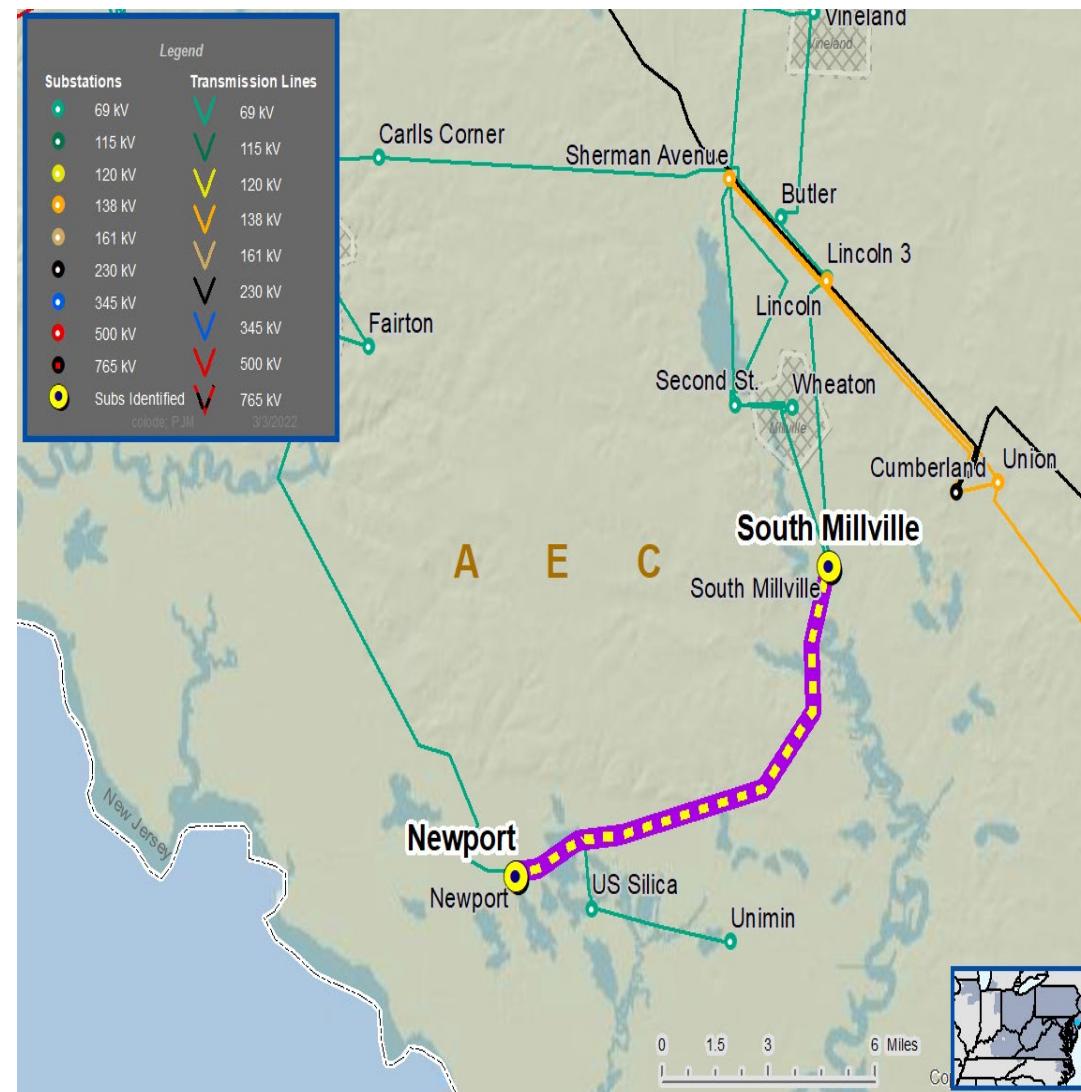 Legend
Substations
Transmission Lines
69 kV
69 kV
115 kV
115 kV
120 kV
120 kV
138 kV
138 kV
161 kV
161 kV
230 kV
230 kV
345 kV
345 kV
500 kV
500 kV
765 kV
765 kV
Subs Identified
colode; PJM 3/3/2022
Vineland
Vineland
Carlls Corner
Sherman Avenue
Butler
Lincoln 3
Lincoln
Fairton
Second St.
Wheaton
Millville
Cumberland
Union
South Millville
South Millville
A E C
New Jersey
Newport
Newport
US Silica
Unimin
0 1.5 3 6 Miles